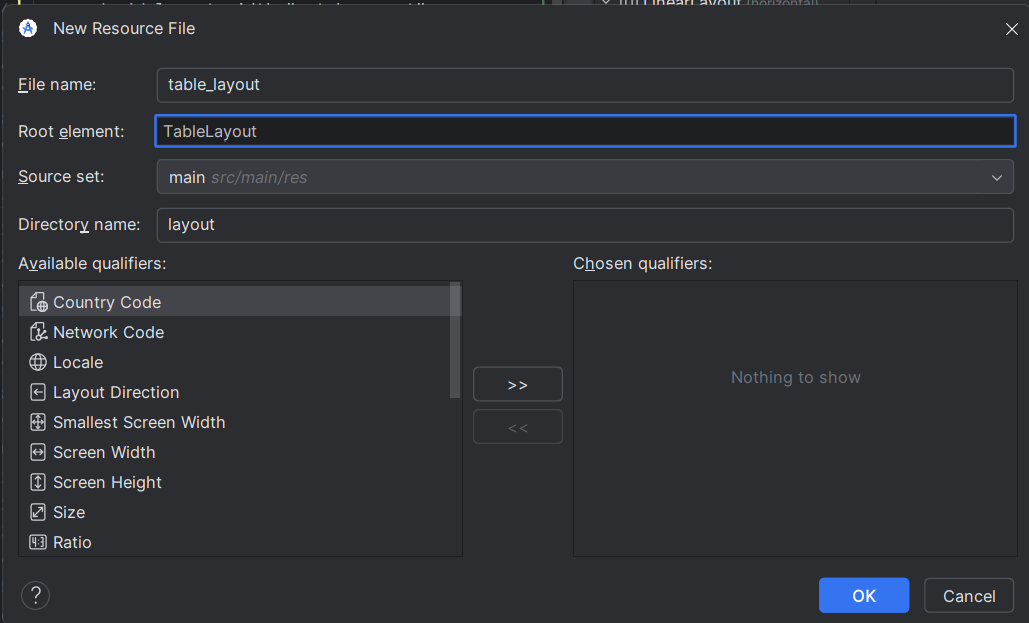 LinearLayout (horizontal)
New Resource File
File name: table_layout
Root element: TableLayout
Source set: main src/main/res
Directory name: layout
Available qualifiers: Chosen qualifiers:
Country Code
Network Code
Locale
Nothing to show
>>
Layout Direction
Smallest Screen Width
<<
Screen Width
Screen Height
Size
Ratio
? OK Cancel